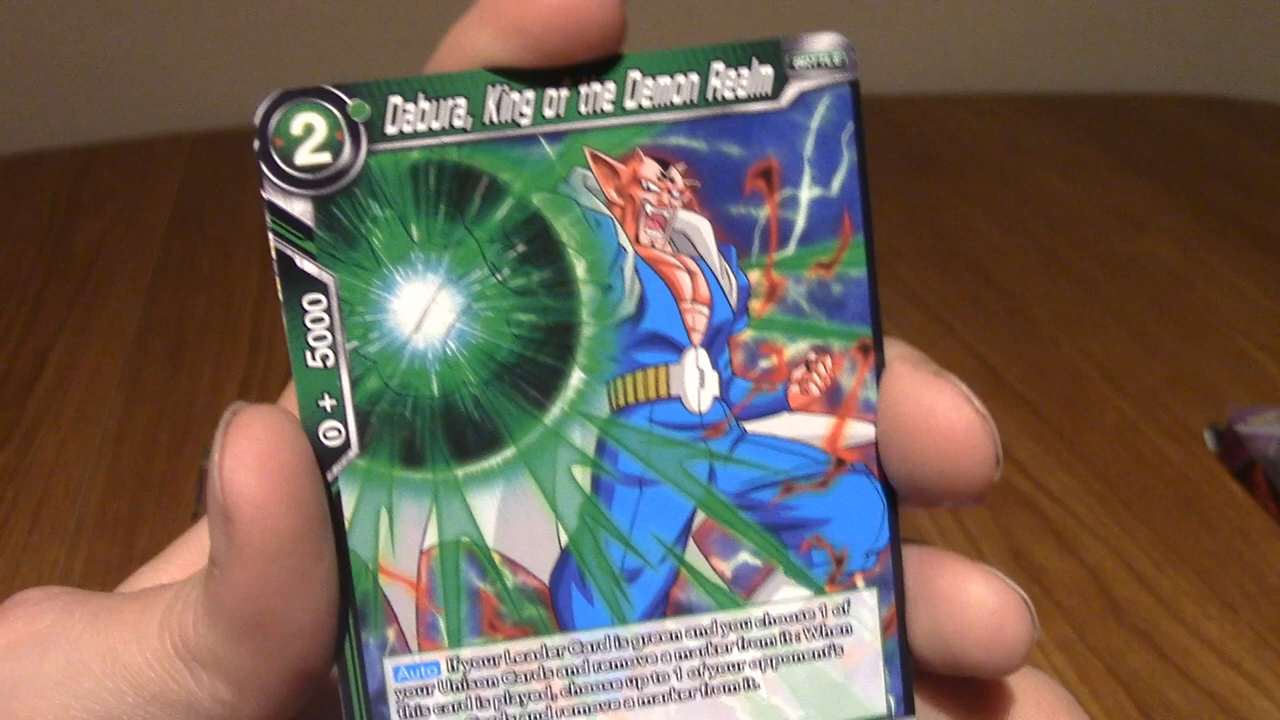 2
Dabura, King of the Demon Realm
BATTLE
0 + 5000
Auto If your Leader Card is green and you choose 1 of
your Unison Cards and remove a marker from it : When
this card is played, choose up to 1 of your opponent's
Cards and remove a marker from it.